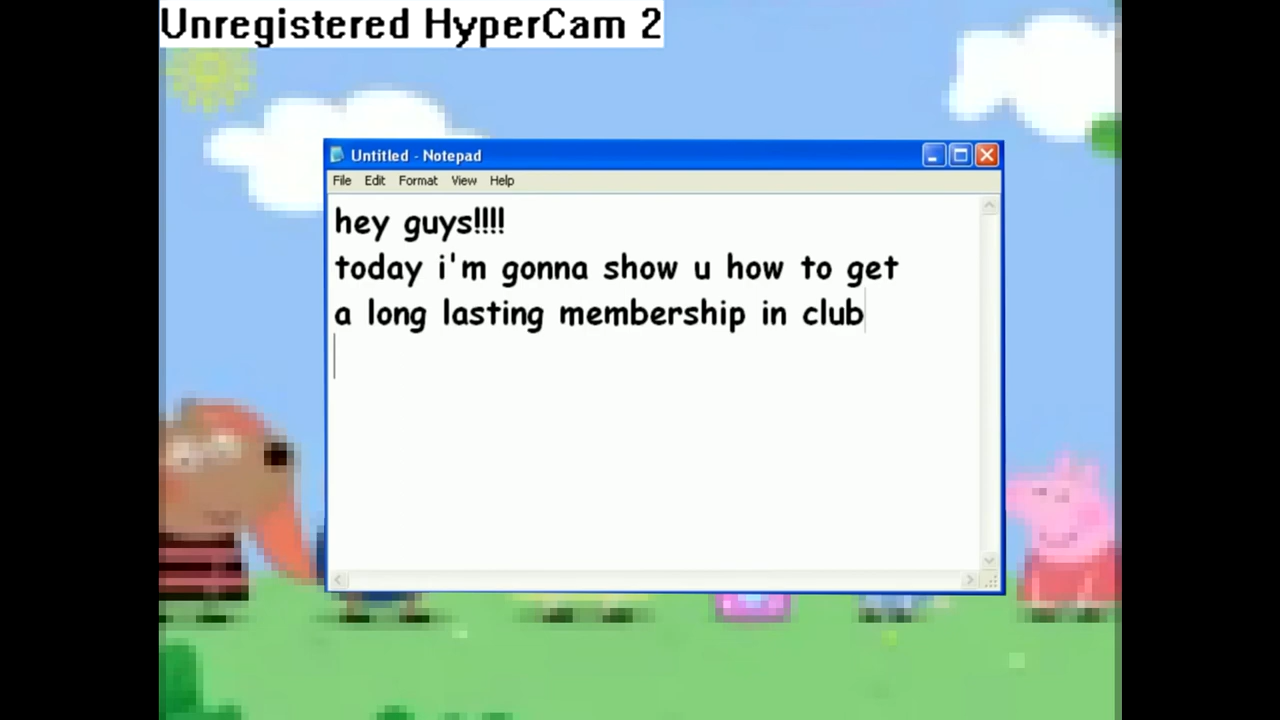 Unregistered HyperCam 2
Untitled - Notepad
File Edit Format View Help
hey guys!!!!
today i'm gonna show u how to get
a long lasting membership in club